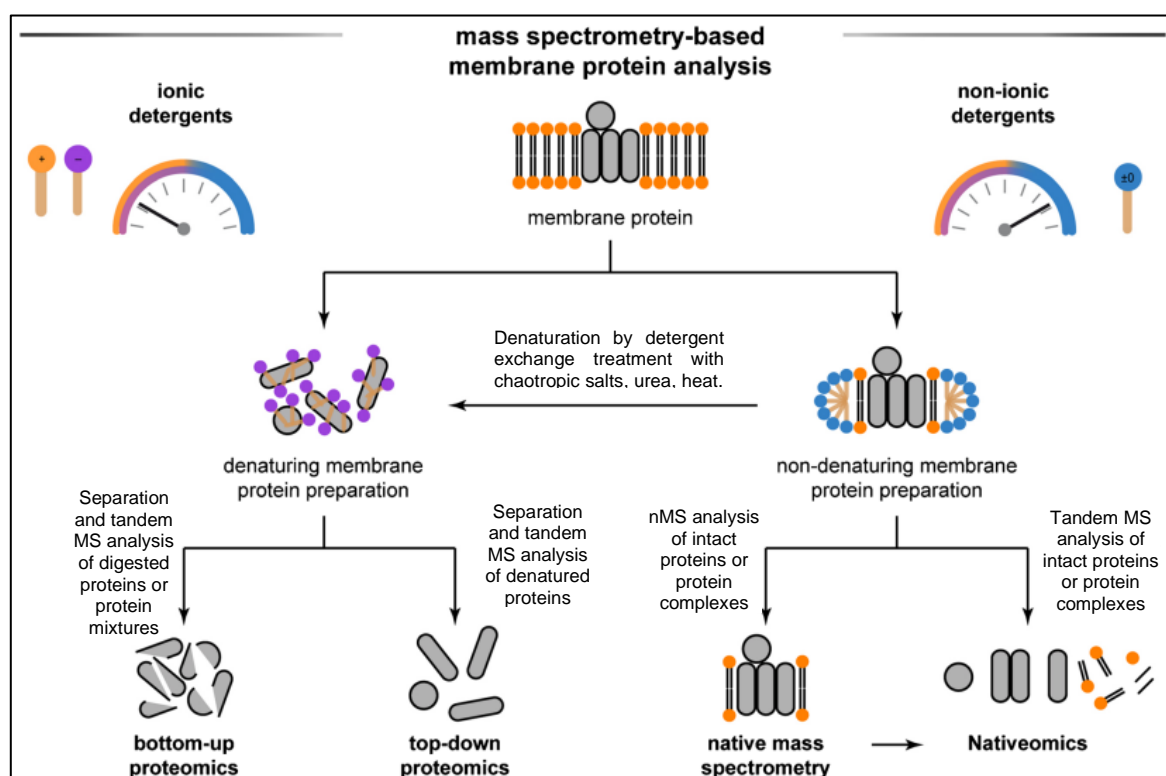 mass spectrometry-based
membrane protein analysis
ionic
detergents
non-ionic
detergents
+
–
±0
membrane protein
Denaturation by detergent
exchange treatment with
chaotropic salts, urea, heat.
denaturing membrane
protein preparation
non-denaturing membrane
protein preparation
Separation
and tandem
MS analysis
of digested
proteins or
protein
mixtures
Separation
and tandem
MS analysis
of denatured
proteins
nMS analysis
of intact
proteins or
protein
complexes
Tandem MS
analysis of
intact proteins
or protein
complexes
bottom-up
proteomics
top-down
proteomics
native mass
spectrometry
Nativeomics